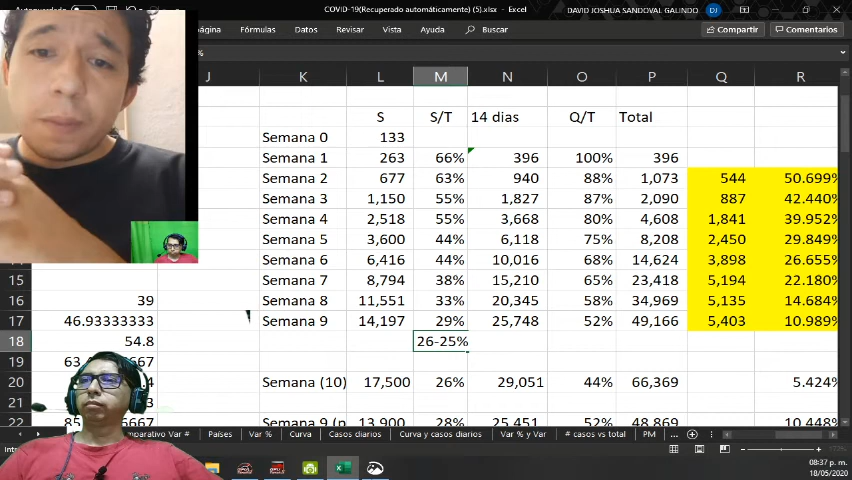 COVID-19(Recuperado automáticamente) (5).xlsx - Excel
DAVID JOSHUA SANDOVAL GALINDO DJ
Fórmulas Datos Revisar Vista Ayuda Buscar Compartir Comentarios
J K L M N O P Q R
S S/T 14 dias Q/T Total
Semana 0 133
Semana 1 263 66% 396 100% 396
Semana 2 677 63% 940 88% 1,073 544 50.699%
Semana 3 1,150 55% 1,827 87% 2,090 887 42.440%
Semana 4 2,518 55% 3,668 80% 4,608 1,841 39.952%
Semana 5 3,600 44% 6,118 75% 8,208 2,450 29.849%
Semana 6 6,416 44% 10,016 68% 14,624 3,898 26.655%
15 Semana 7 8,794 38% 15,210 65% 23,418 5,194 22.180%
16 39 Semana 8 11,551 33% 20,345 58% 34,969 5,135 14.684%
17 46.93333333 Semana 9 14,197 29% 25,748 52% 49,166 5,403 10.989%
18 54.8 26-25%
19
20 Semana (10) 17,500 26% 29,051 44% 66,369 5.424%
21
22 Semana 9 (p 13,900 28% 25,451 52% 48,869 10.448%
mparativo Var # Países Var % Curva Casos diarios Curva y casos diarios Var % y Var # casos vs total PM ...
08:37 p. m.
18/05/2020